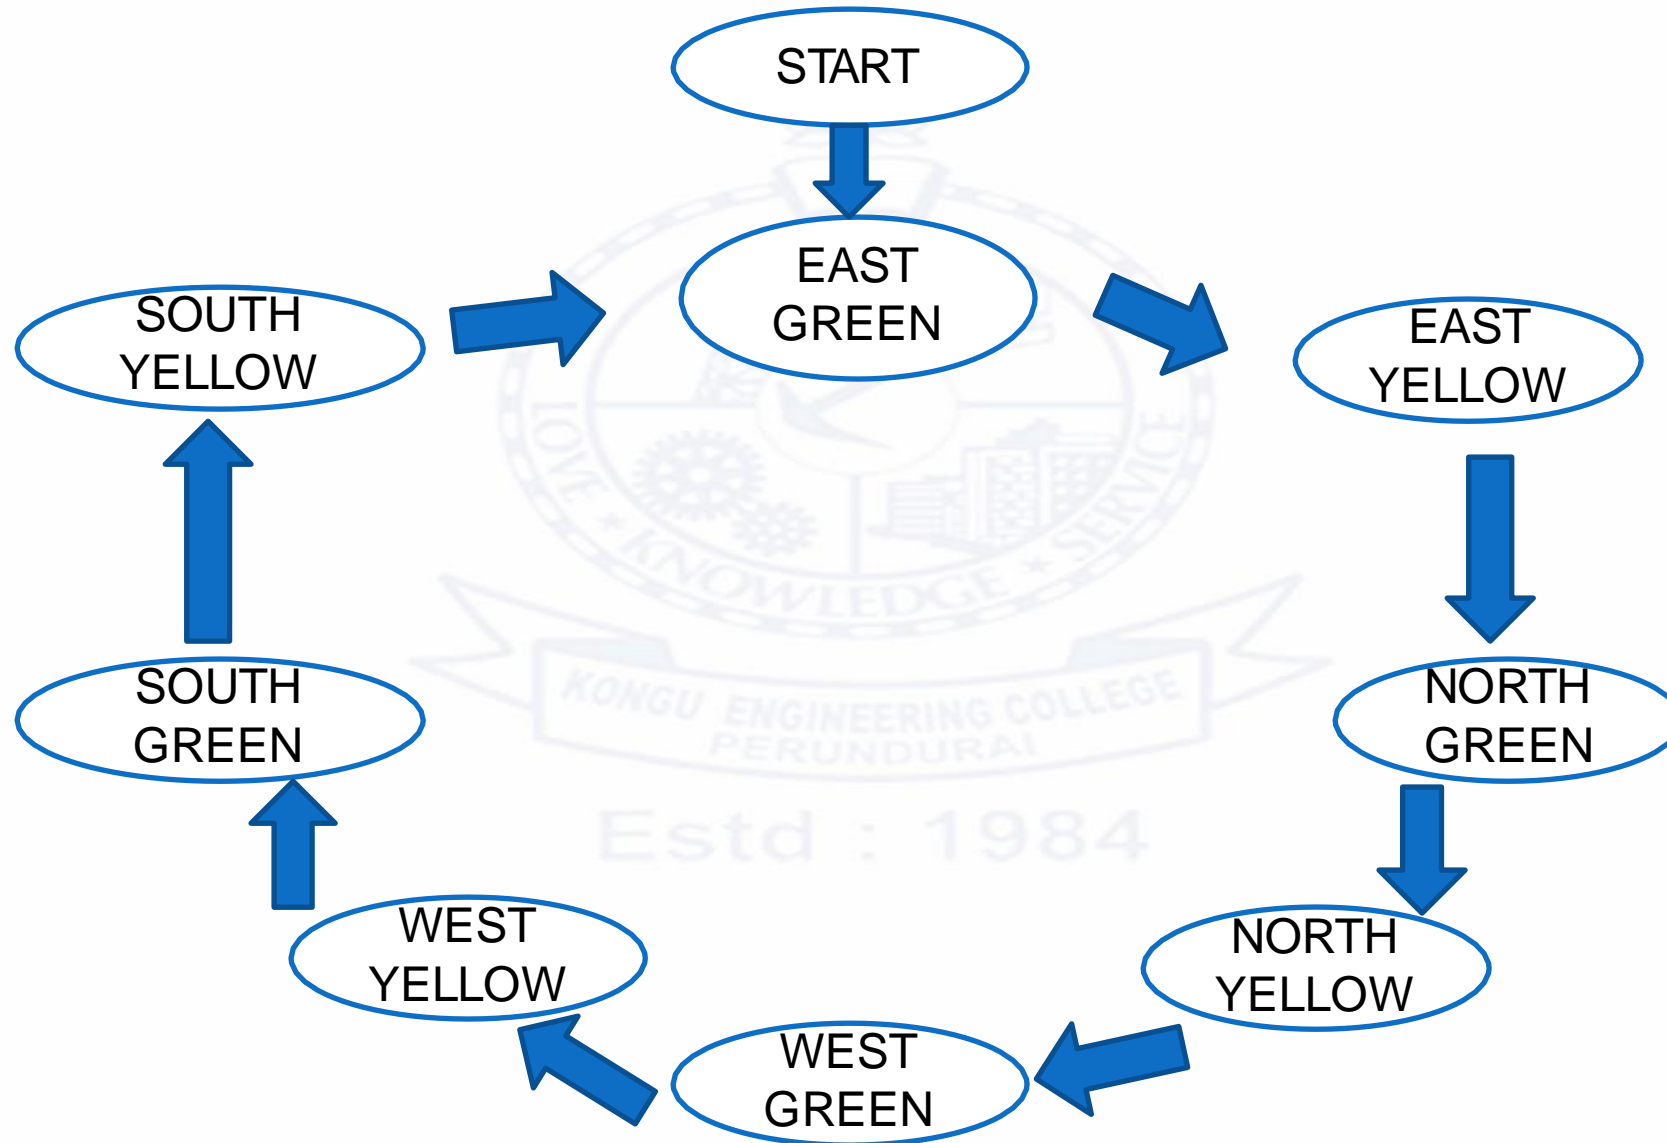 START
EAST
GREEN
SOUTH
YELLOW
EAST
YELLOW
LOVE * KNOWLEDGE * SERVICE
SOUTH
GREEN
NORTH
GREEN
KONGU ENGINEERING COLLEGE
PERUNDURAI
Estd : 1984
WEST
YELLOW
NORTH
YELLOW
WEST
GREEN